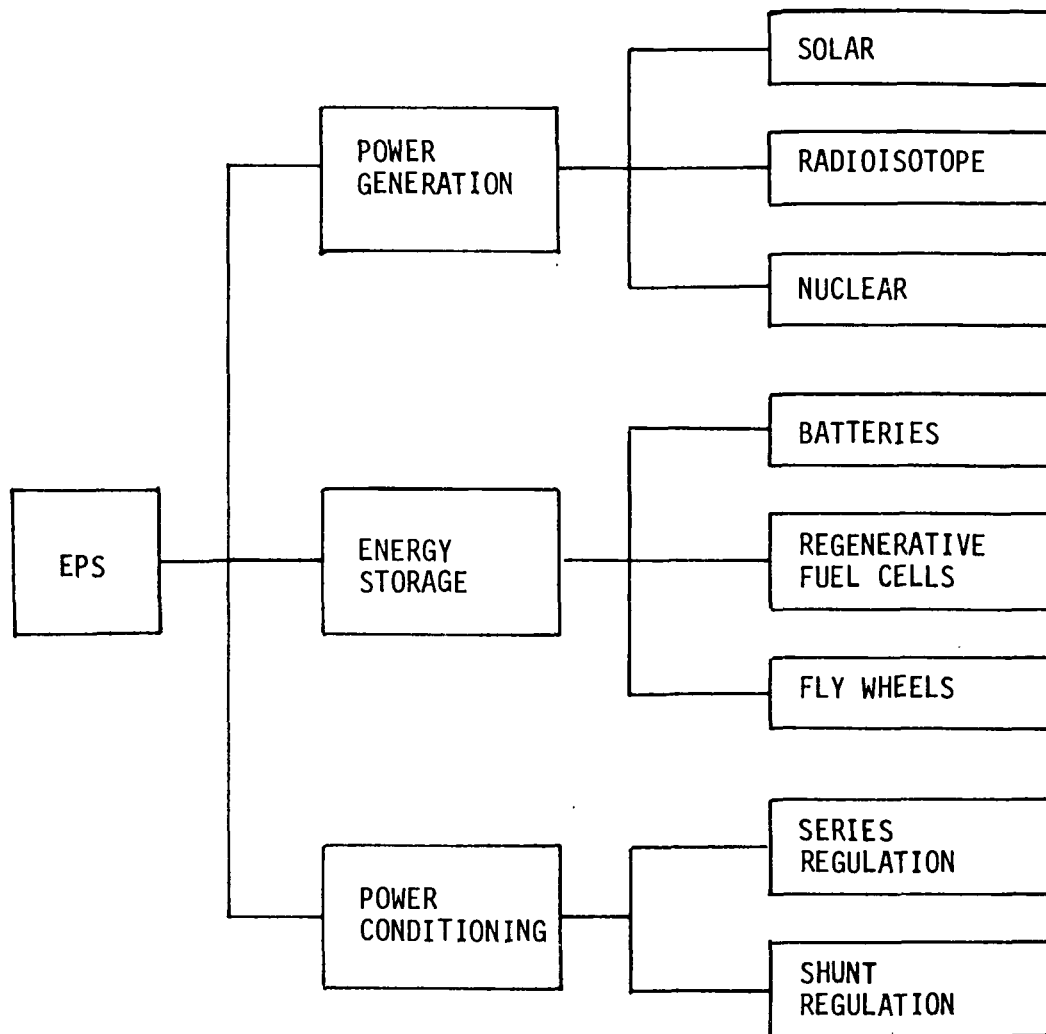 SOLAR
POWER
GENERATION
RADIOISOTOPE
NUCLEAR
BATTERIES
EPS
ENERGY
STORAGE
REGENERATIVE
FUEL CELLS
FLY WHEELS
SERIES
REGULATION
POWER
CONDITIONING
SHUNT
REGULATION